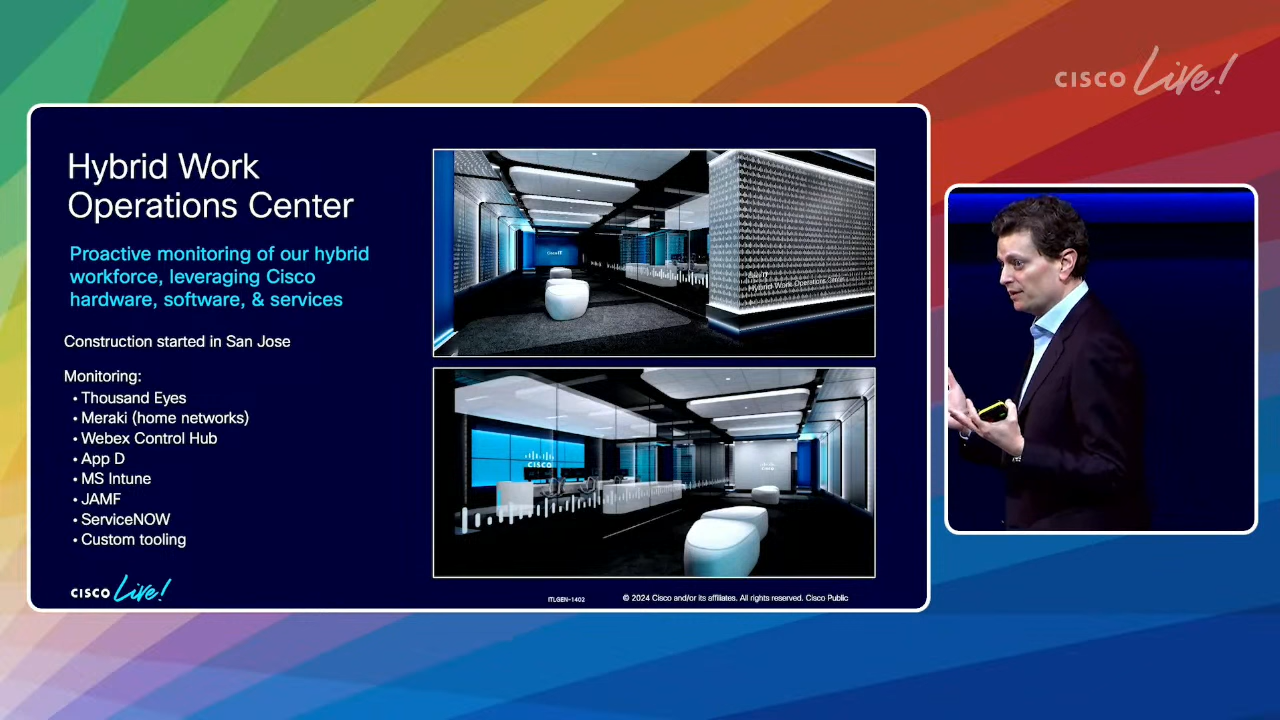 CISCO Live!
Hybrid Work
Operations Center
Proactive monitoring of our hybrid
workforce, leveraging Cisco
hardware, software, & services
Construction started in San Jose
Monitoring:
• Thousand Eyes
• Meraki (home networks)
• Webex Control Hub
• App D
• MS Intune
• JAMF
• ServiceNOW
• Custom tooling
Hybrid Work Operations Center
CISCO
CISCO Live!
ITLGEN-1402
© 2024 Cisco and/or its affiliates. All rights reserved. Cisco Public